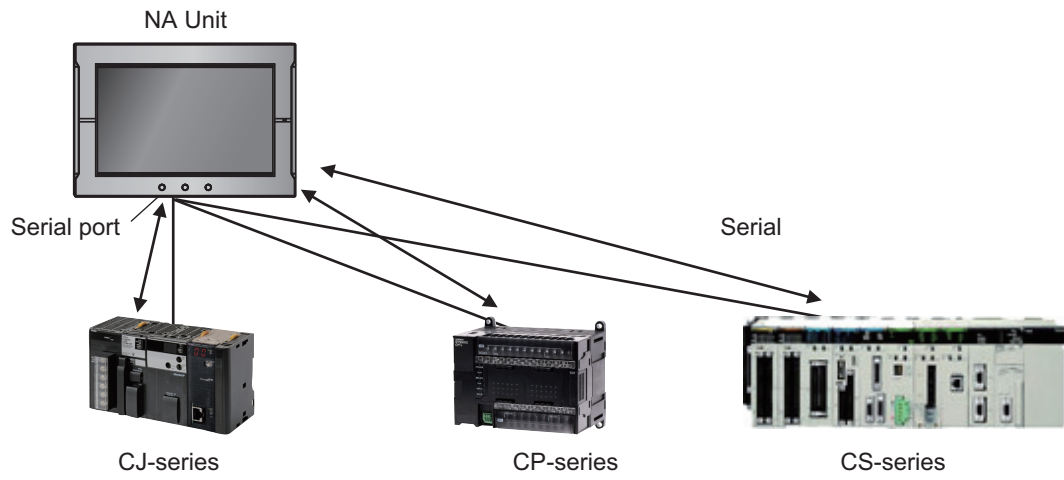 NA Unit
Serial port
Serial
CJ-series
CP-series
CS-series